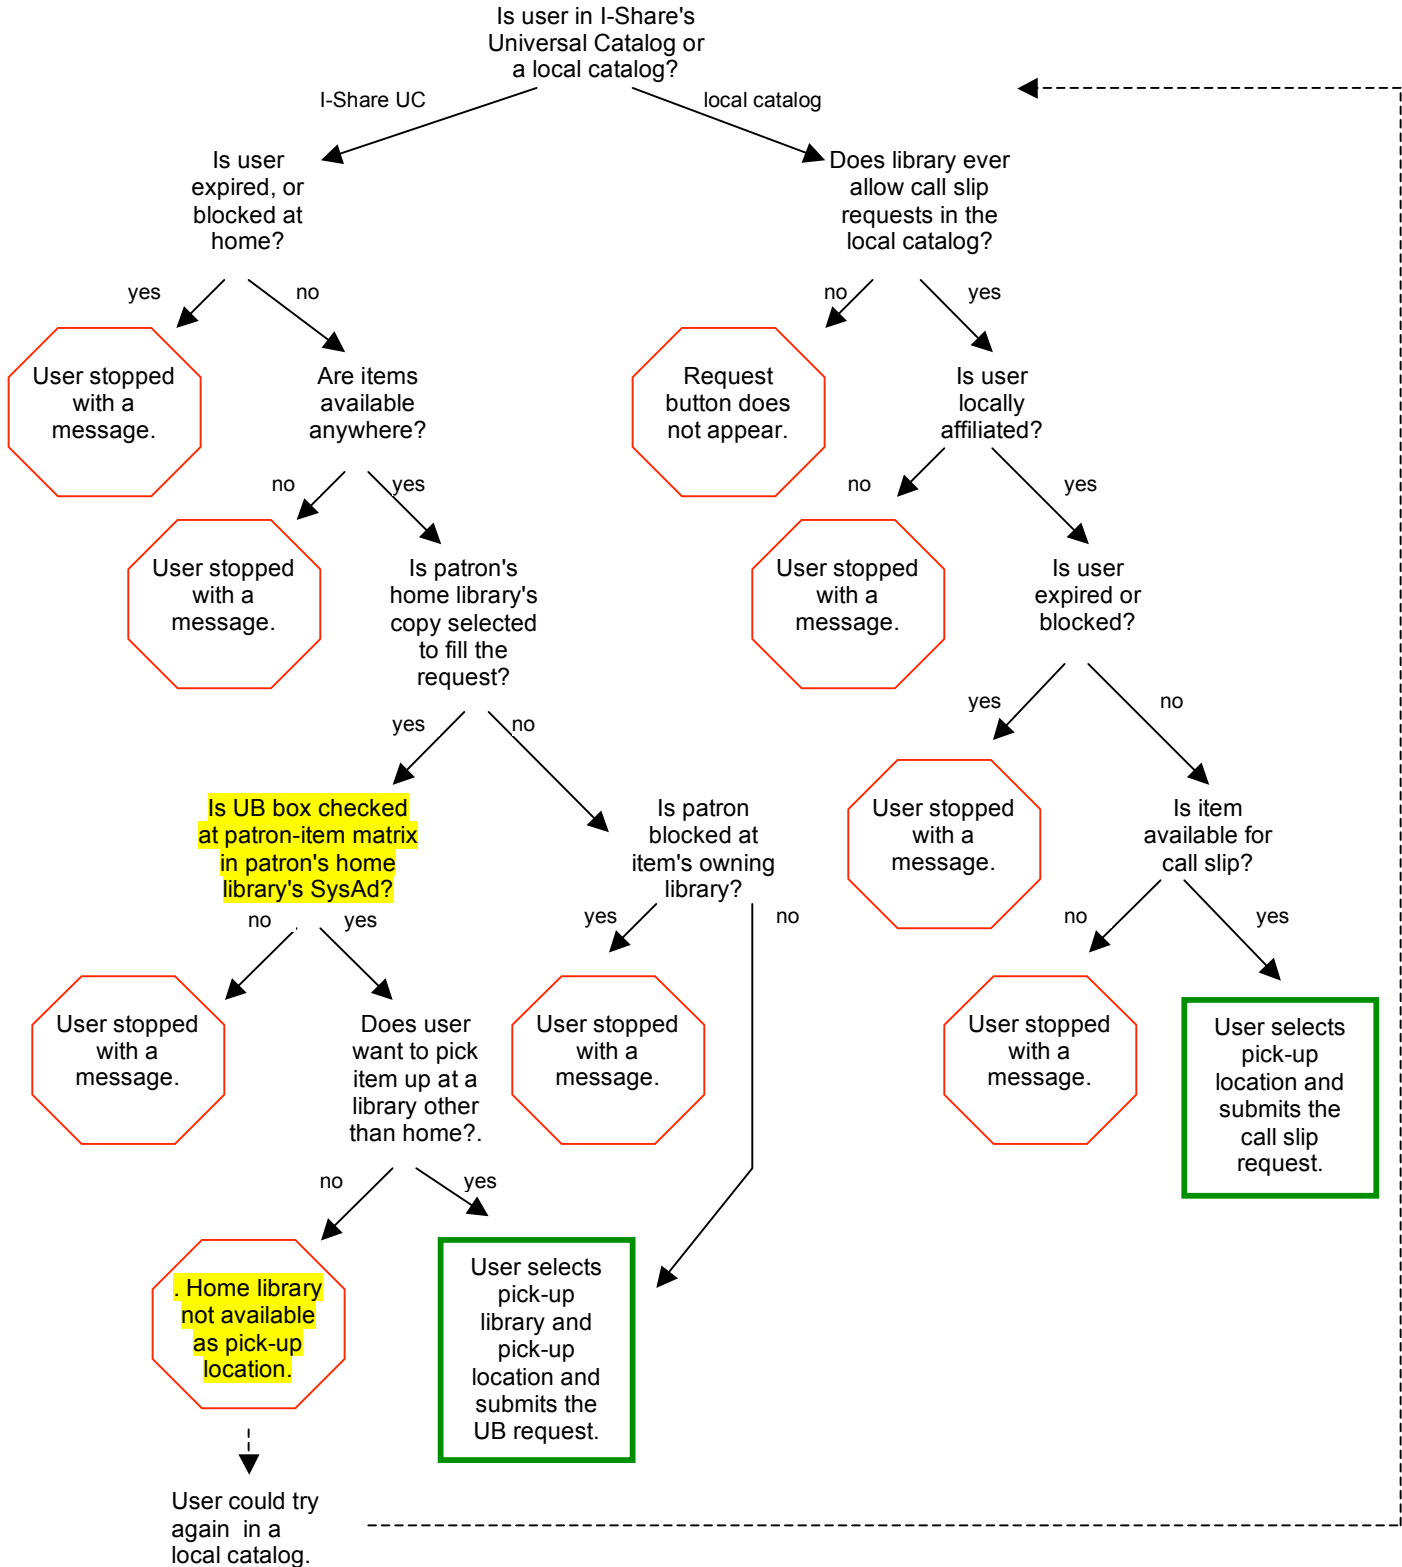 Is user in I-Share's
Universal Catalog or
a local catalog?
I-Share UC
local catalog
Is user
expired, or
blocked at
home?
Does library ever
allow call slip
requests in the
local catalog?
yes
no
no
yes
User stopped
with a
message.
Are items
available
anywhere?
Request
button does
not appear.
Is user
locally
affiliated?
no
yes
no
yes
User stopped
with a
message.
Is patron's
home library's
copy selected
to fill the
request?
User stopped
with a
message.
Is user
expired or
blocked?
yes
no
yes
no
Is UB box checked
at patron-item matrix
in patron's home
library's SysAd?
Is patron
blocked at
item's owning
library?
User stopped
with a
message.
Is item
available for
call slip?
no
yes
yes
no
no
yes
User stopped
with a
message.
Does user
want to pick
item up at a
library other
than home?.
User stopped
with a
message.
User stopped
with a
message.
User selects
pick-up
location and
submits the
call slip
request.
no
yes
. Home library
not available
as pick-up
location.
User selects
pick-up
library and
pick-up
location and
submits the
UB request.
User could try
again in a
local catalog.